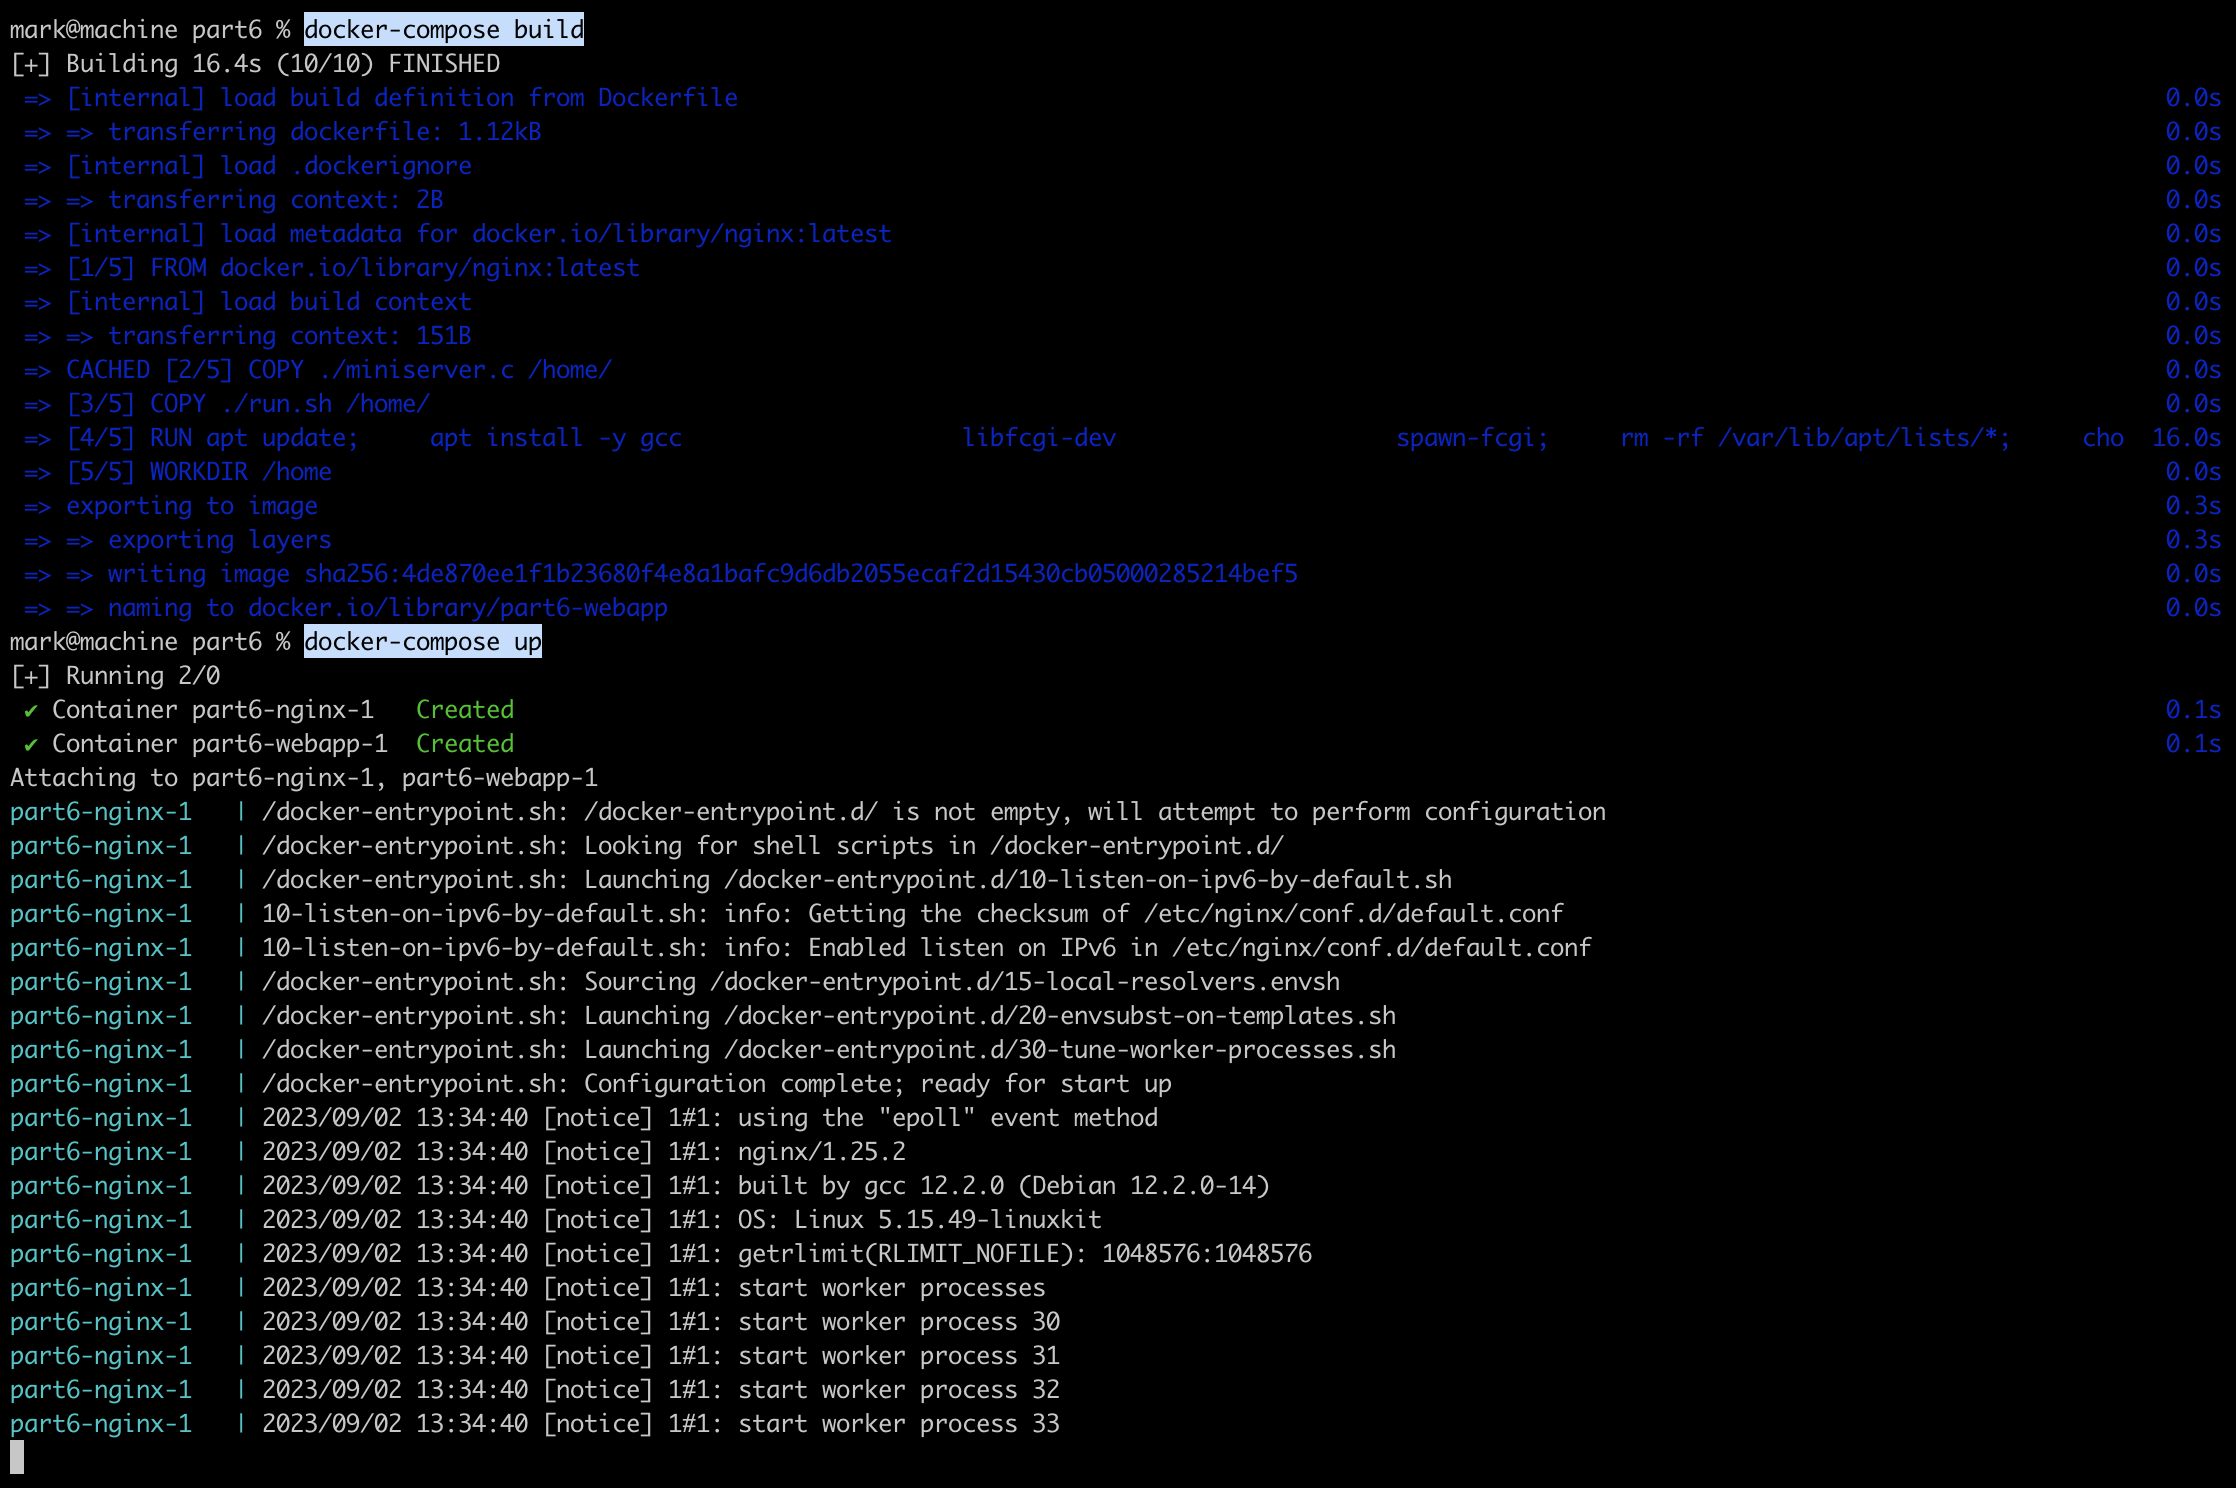 mark@machine part6 % docker-compose build
[+] Building 16.4s (10/10) FINISHED
 => [internal] load build definition from Dockerfile 0.0s
 => => transferring dockerfile: 1.12kB 0.0s
 => [internal] load .dockerignore 0.0s
 => => transferring context: 2B 0.0s
 => [internal] load metadata for docker.io/library/nginx:latest 0.0s
 => [1/5] FROM docker.io/library/nginx:latest 0.0s
 => [internal] load build context 0.0s
 => => transferring context: 151B 0.0s
 => CACHED [2/5] COPY ./miniserver.c /home/ 0.0s
 => [3/5] COPY ./run.sh /home/ 0.0s
 => [4/5] RUN apt update;     apt install -y gcc                    libfcgi-dev                    spawn-fcgi;     rm -rf /var/lib/apt/lists/*;     cho  16.0s
 => [5/5] WORKDIR /home 0.0s
 => exporting to image 0.3s
 => => exporting layers 0.3s
 => => writing image sha256:4de870ee1f1b23680f4e8a1bafc9d6db2055ecaf2d15430cb05000285214bef5 0.0s
 => => naming to docker.io/library/part6-webapp 0.0s
mark@machine part6 % docker-compose up
[+] Running 2/0
 ✔ Container part6-nginx-1   Created 0.1s
 ✔ Container part6-webapp-1  Created 0.1s
Attaching to part6-nginx-1, part6-webapp-1
part6-nginx-1   | /docker-entrypoint.sh: /docker-entrypoint.d/ is not empty, will attempt to perform configuration
part6-nginx-1   | /docker-entrypoint.sh: Looking for shell scripts in /docker-entrypoint.d/
part6-nginx-1   | /docker-entrypoint.sh: Launching /docker-entrypoint.d/10-listen-on-ipv6-by-default.sh
part6-nginx-1   | 10-listen-on-ipv6-by-default.sh: info: Getting the checksum of /etc/nginx/conf.d/default.conf
part6-nginx-1   | 10-listen-on-ipv6-by-default.sh: info: Enabled listen on IPv6 in /etc/nginx/conf.d/default.conf
part6-nginx-1   | /docker-entrypoint.sh: Sourcing /docker-entrypoint.d/15-local-resolvers.envsh
part6-nginx-1   | /docker-entrypoint.sh: Launching /docker-entrypoint.d/20-envsubst-on-templates.sh
part6-nginx-1   | /docker-entrypoint.sh: Launching /docker-entrypoint.d/30-tune-worker-processes.sh
part6-nginx-1   | /docker-entrypoint.sh: Configuration complete; ready for start up
part6-nginx-1   | 2023/09/02 13:34:40 [notice] 1#1: using the "epoll" event method
part6-nginx-1   | 2023/09/02 13:34:40 [notice] 1#1: nginx/1.25.2
part6-nginx-1   | 2023/09/02 13:34:40 [notice] 1#1: built by gcc 12.2.0 (Debian 12.2.0-14)
part6-nginx-1   | 2023/09/02 13:34:40 [notice] 1#1: OS: Linux 5.15.49-linuxkit
part6-nginx-1   | 2023/09/02 13:34:40 [notice] 1#1: getrlimit(RLIMIT_NOFILE): 1048576:1048576
part6-nginx-1   | 2023/09/02 13:34:40 [notice] 1#1: start worker processes
part6-nginx-1   | 2023/09/02 13:34:40 [notice] 1#1: start worker process 30
part6-nginx-1   | 2023/09/02 13:34:40 [notice] 1#1: start worker process 31
part6-nginx-1   | 2023/09/02 13:34:40 [notice] 1#1: start worker process 32
part6-nginx-1   | 2023/09/02 13:34:40 [notice] 1#1: start worker process 33